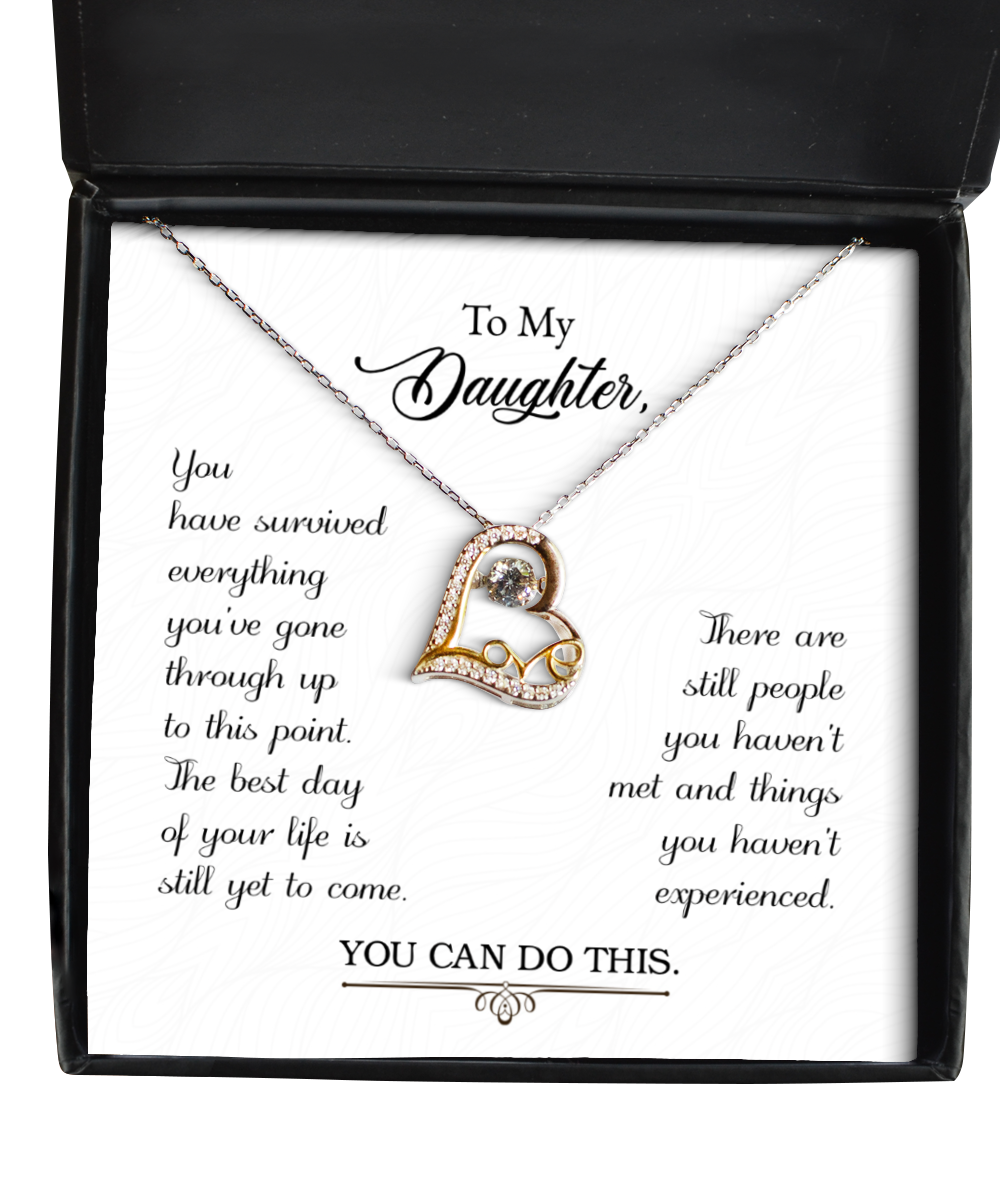 To My
Daughter,
You
have survived
everything
you've gone
through up
to this point.
The best day
of your life is
still yet to come.
love
There are
still people
you haven't
met and things
you haven't
experienced.
YOU CAN DO THIS.